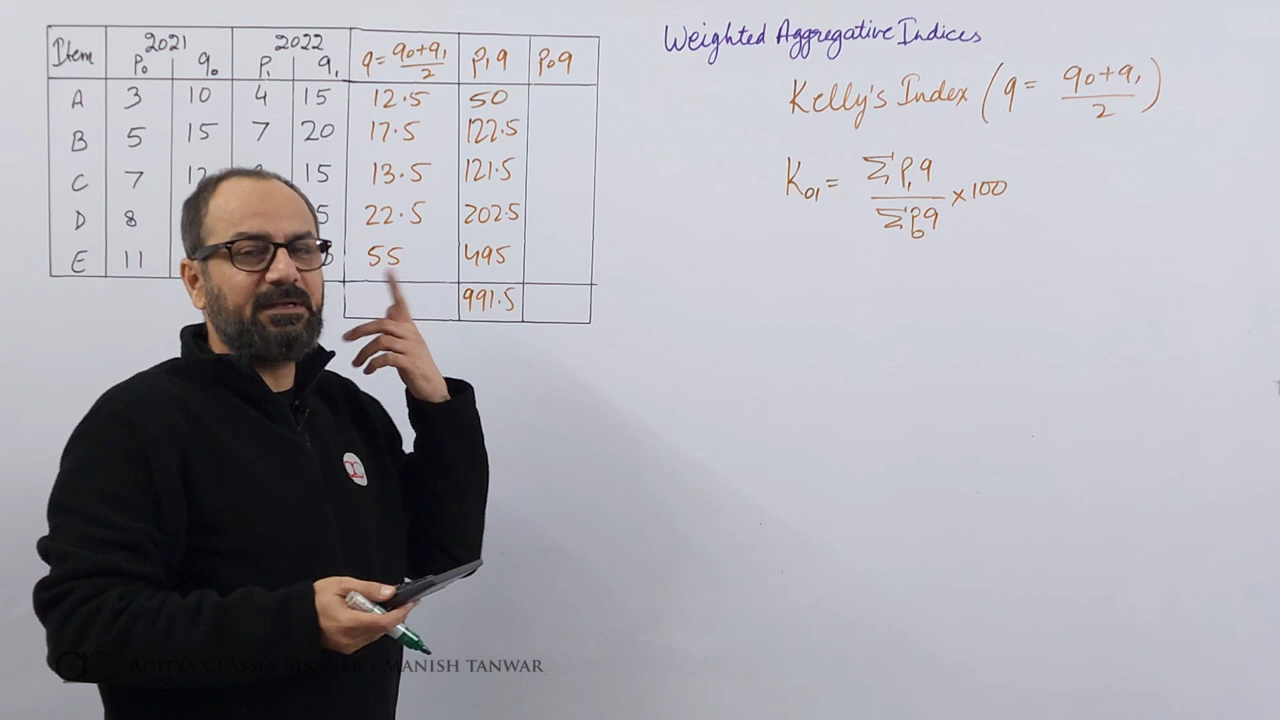 Item 2021 2022 q = q₀+q₁/2 p₁q p₀q
p₀ q₀ p₁ q₁
A 3 10 4 15 12.5 50
B 5 15 7 20 17.5 122.5
C 7 12 15 13.5 121.5
D 8 5 22.5 202.5
E 11 55 495
991.5
Weighted Aggregative Indices
Kelly's Index (q = q₀+q₁/2)
K₀₁ = Σp₁q/Σp₀q × 100
ADITYA CLASSES BIKANER | MANISH TANWAR